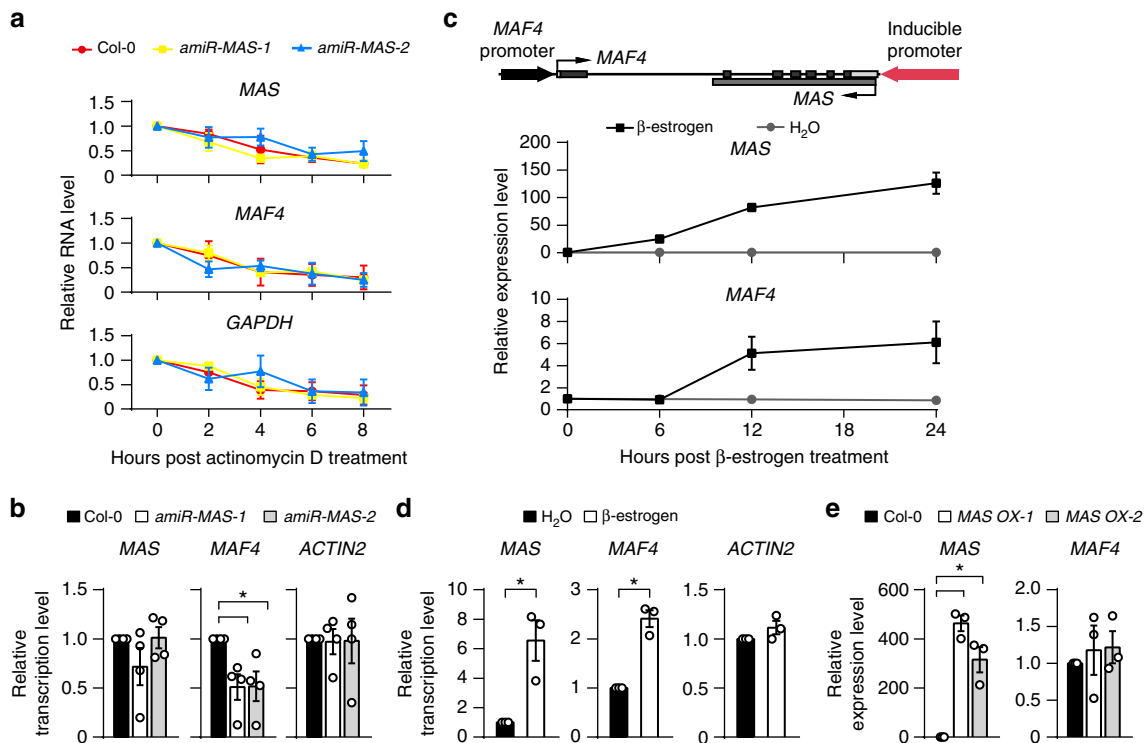 a
Col-0 amiR-MAS-1 amiR-MAS-2
MAS
1.5
1.0
0.5
0
MAF4
1.5
1.0
0.5
0
GAPDH
1.5
1.0
0.5
0
Relative RNA level
0 2 4 6 8
Hours post actinomycin D treatment
c
MAF4
promoter
MAF4
Inducible
promoter
MAS
β-estrogen H₂O
MAS
200
150
100
50
0
MAF4
10
8
6
4
2
0
Relative expression level
0 6 12 18 24
Hours post β-estrogen treatment
b
Col-0 amiR-MAS-1 amiR-MAS-2
MAS MAF4 ACTIN2
Relative
transcription level
1.5
1.0
0.5
0
*
1.5
1.0
0.5
0
1.5
1.0
0.5
0
d
H₂O β-estrogen
MAS MAF4 ACTIN2
Relative
transcription level
10
8
6
4
2
0
*
3
2
1
0
*
1.5
1.0
0.5
0
e
Col-0 MAS OX-1 MAS OX-2
MAS MAF4
Relative
expression level
600
400
200
0
*
2.0
1.5
1.0
0.5
0